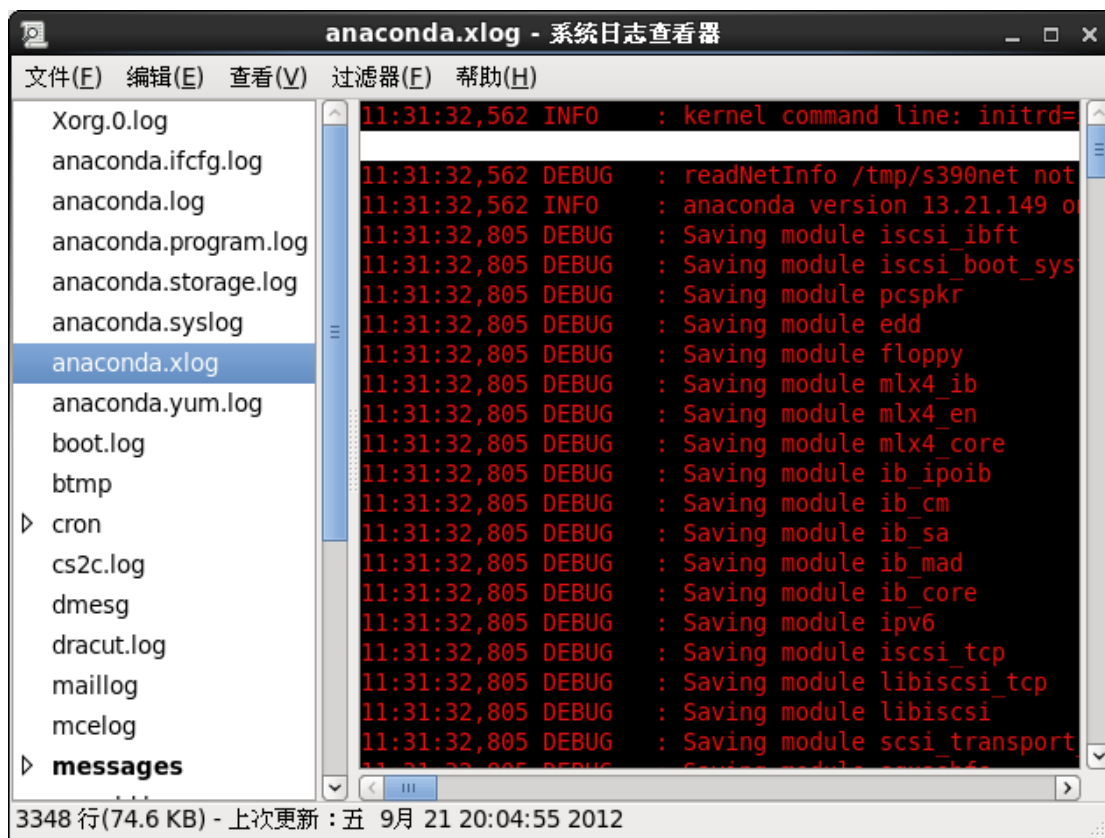 anaconda.xlog - 系统日志查看器
文件(F) 编辑(E) 查看(V) 过滤器(F) 帮助(H)
Xorg.0.log
anaconda.ifcfg.log
anaconda.log
anaconda.program.log
anaconda.storage.log
anaconda.syslog
anaconda.xlog
anaconda.yum.log
boot.log
btmp
cron
cs2c.log
dmesg
dracut.log
maillog
mcelog
messages
11:31:32,562 INFO : kernel command line: initrd=
11:31:32,562 DEBUG : readNetInfo /tmp/s390net not
11:31:32,562 INFO : anaconda version 13.21.149 on
11:31:32,805 DEBUG : Saving module iscsi_ibft
11:31:32,805 DEBUG : Saving module iscsi_boot_sys
11:31:32,805 DEBUG : Saving module pcspkr
11:31:32,805 DEBUG : Saving module edd
11:31:32,805 DEBUG : Saving module floppy
11:31:32,805 DEBUG : Saving module mlx4_ib
11:31:32,805 DEBUG : Saving module mlx4_en
11:31:32,805 DEBUG : Saving module mlx4_core
11:31:32,805 DEBUG : Saving module ib_ipoib
11:31:32,805 DEBUG : Saving module ib_cm
11:31:32,805 DEBUG : Saving module ib_sa
11:31:32,805 DEBUG : Saving module ib_mad
11:31:32,805 DEBUG : Saving module ib_core
11:31:32,805 DEBUG : Saving module ipv6
11:31:32,805 DEBUG : Saving module iscsi_tcp
11:31:32,805 DEBUG : Saving module libiscsi_tcp
11:31:32,805 DEBUG : Saving module libiscsi
11:31:32,805 DEBUG : Saving module scsi_transport_
3348 行(74.6 KB) - 上次更新：五 9月 21 20:04:55 2012